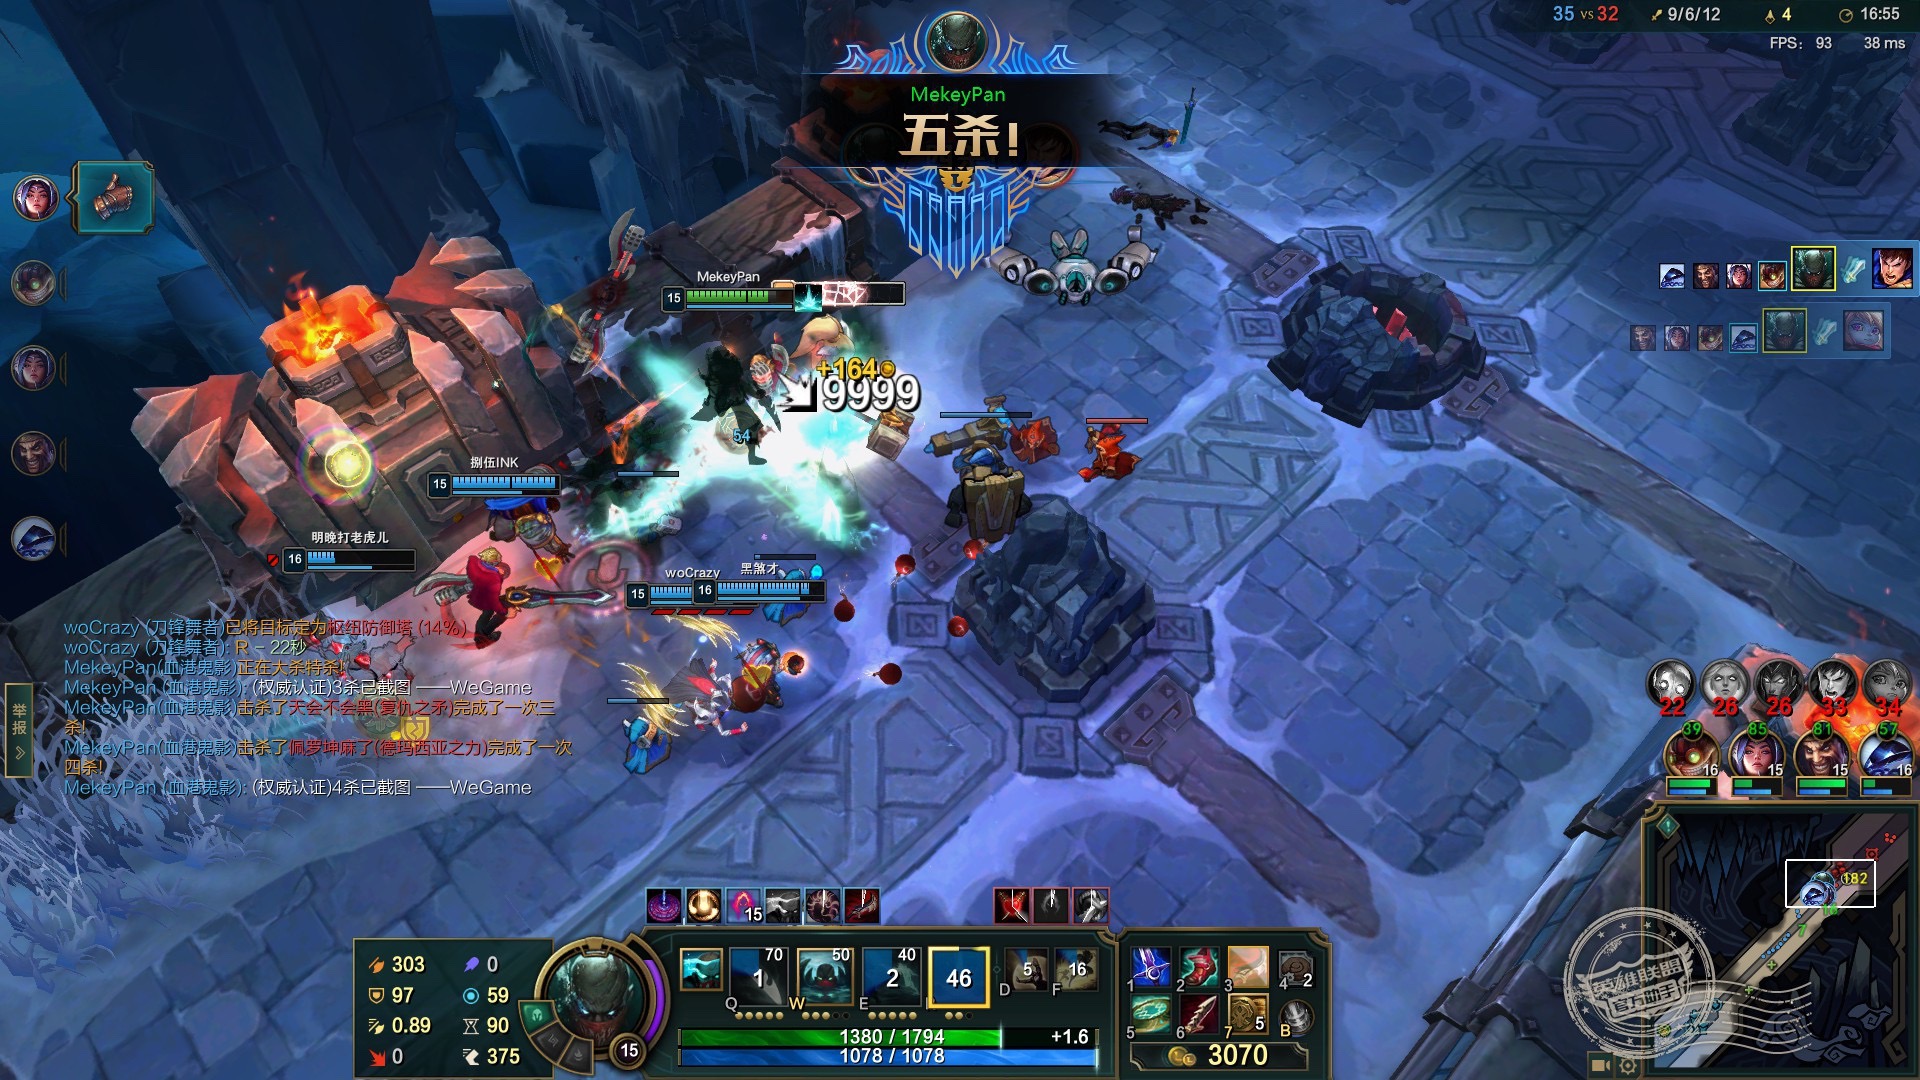 35 vs 32 9/6/12 4 16:55
FPS: 93 38 ms
MekeyPan
五杀!
MekeyPan
15
+164
9999
54
捌伍INK
15
明晚打老虎儿
16
woCrazy
15
黑煞才
16
woCrazy (刀锋舞者)已将目标定为枢纽防御塔 (14%)
woCrazy (刀锋舞者): R - 22秒
MekeyPan(血港鬼影)正在大杀特杀!
MekeyPan (血港鬼影): (权威认证)3杀已截图 ——WeGame
MekeyPan(血港鬼影)击杀了天会不会黑(复仇之矛)完成了一次三
杀!
MekeyPan(血港鬼影)击杀了佩罗坤麻了(德玛西亚之力)完成了一次
四杀!
MekeyPan (血港鬼影): (权威认证)4杀已截图 ——WeGame
举报
22 26 26 33 34
39 85 81 57
16 15 15 16
182
英雄联盟
官方助手
15
303 0
97 59
0.89 90
0 375
15
70 50 40
1 2 46 5 16
Q W E D F
1380 / 1794 +1.6
1078 / 1078
1 2 3 4 2
5 6 7 5 B
3070